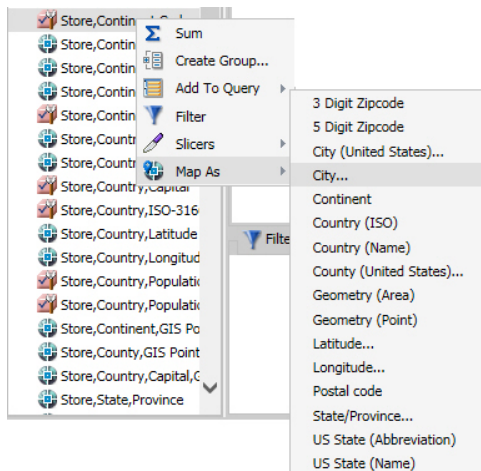 Store,Contin
Store,Contin
Store,Contin
Store,Contin
Store,Contin
Store,Countr
Store,Countr
Store,Country,Capital
Store,Country,ISO-316
Store,Country,Latitude
Store,Country,Longitud
Store,Country,Populatio
Store,Country,Populatio
Store,Continent,GIS Po
Store,County,GIS Point
Store,Country,Capital,G
Store,State,Province
Sum
Create Group...
Add To Query
Filter
Slicers
Map As
Filte
3 Digit Zipcode
5 Digit Zipcode
City (United States)...
City...
Continent
Country (ISO)
Country (Name)
County (United States)...
Geometry (Area)
Geometry (Point)
Latitude...
Longitude...
Postal code
State/Province...
US State (Abbreviation)
US State (Name)